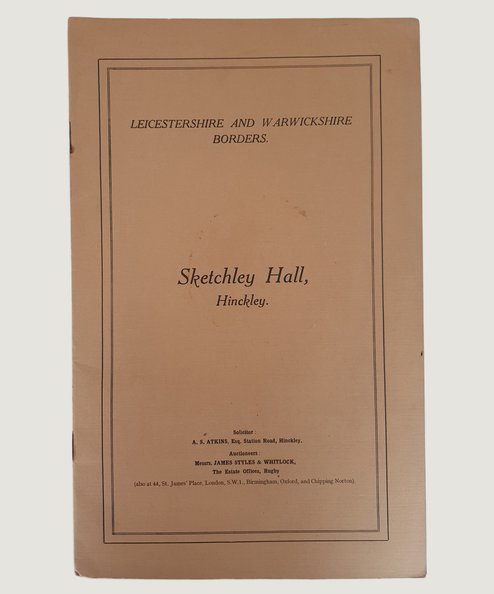 LEICESTERSHIRE AND WARWICKSHIRE
BORDERS.
Sketchley Hall,
Hinckley.
Solicitor:
A. S. ATKINS, Esq. Station Road, Hinckley.
Auctioneers:
Messrs. JAMES STYLES & WHITLOCK,
The Estate Offices, Rugby
(also at 44, St. James' Place, London, S.W.1., Birmingham, Oxford, and Chipping Norton).